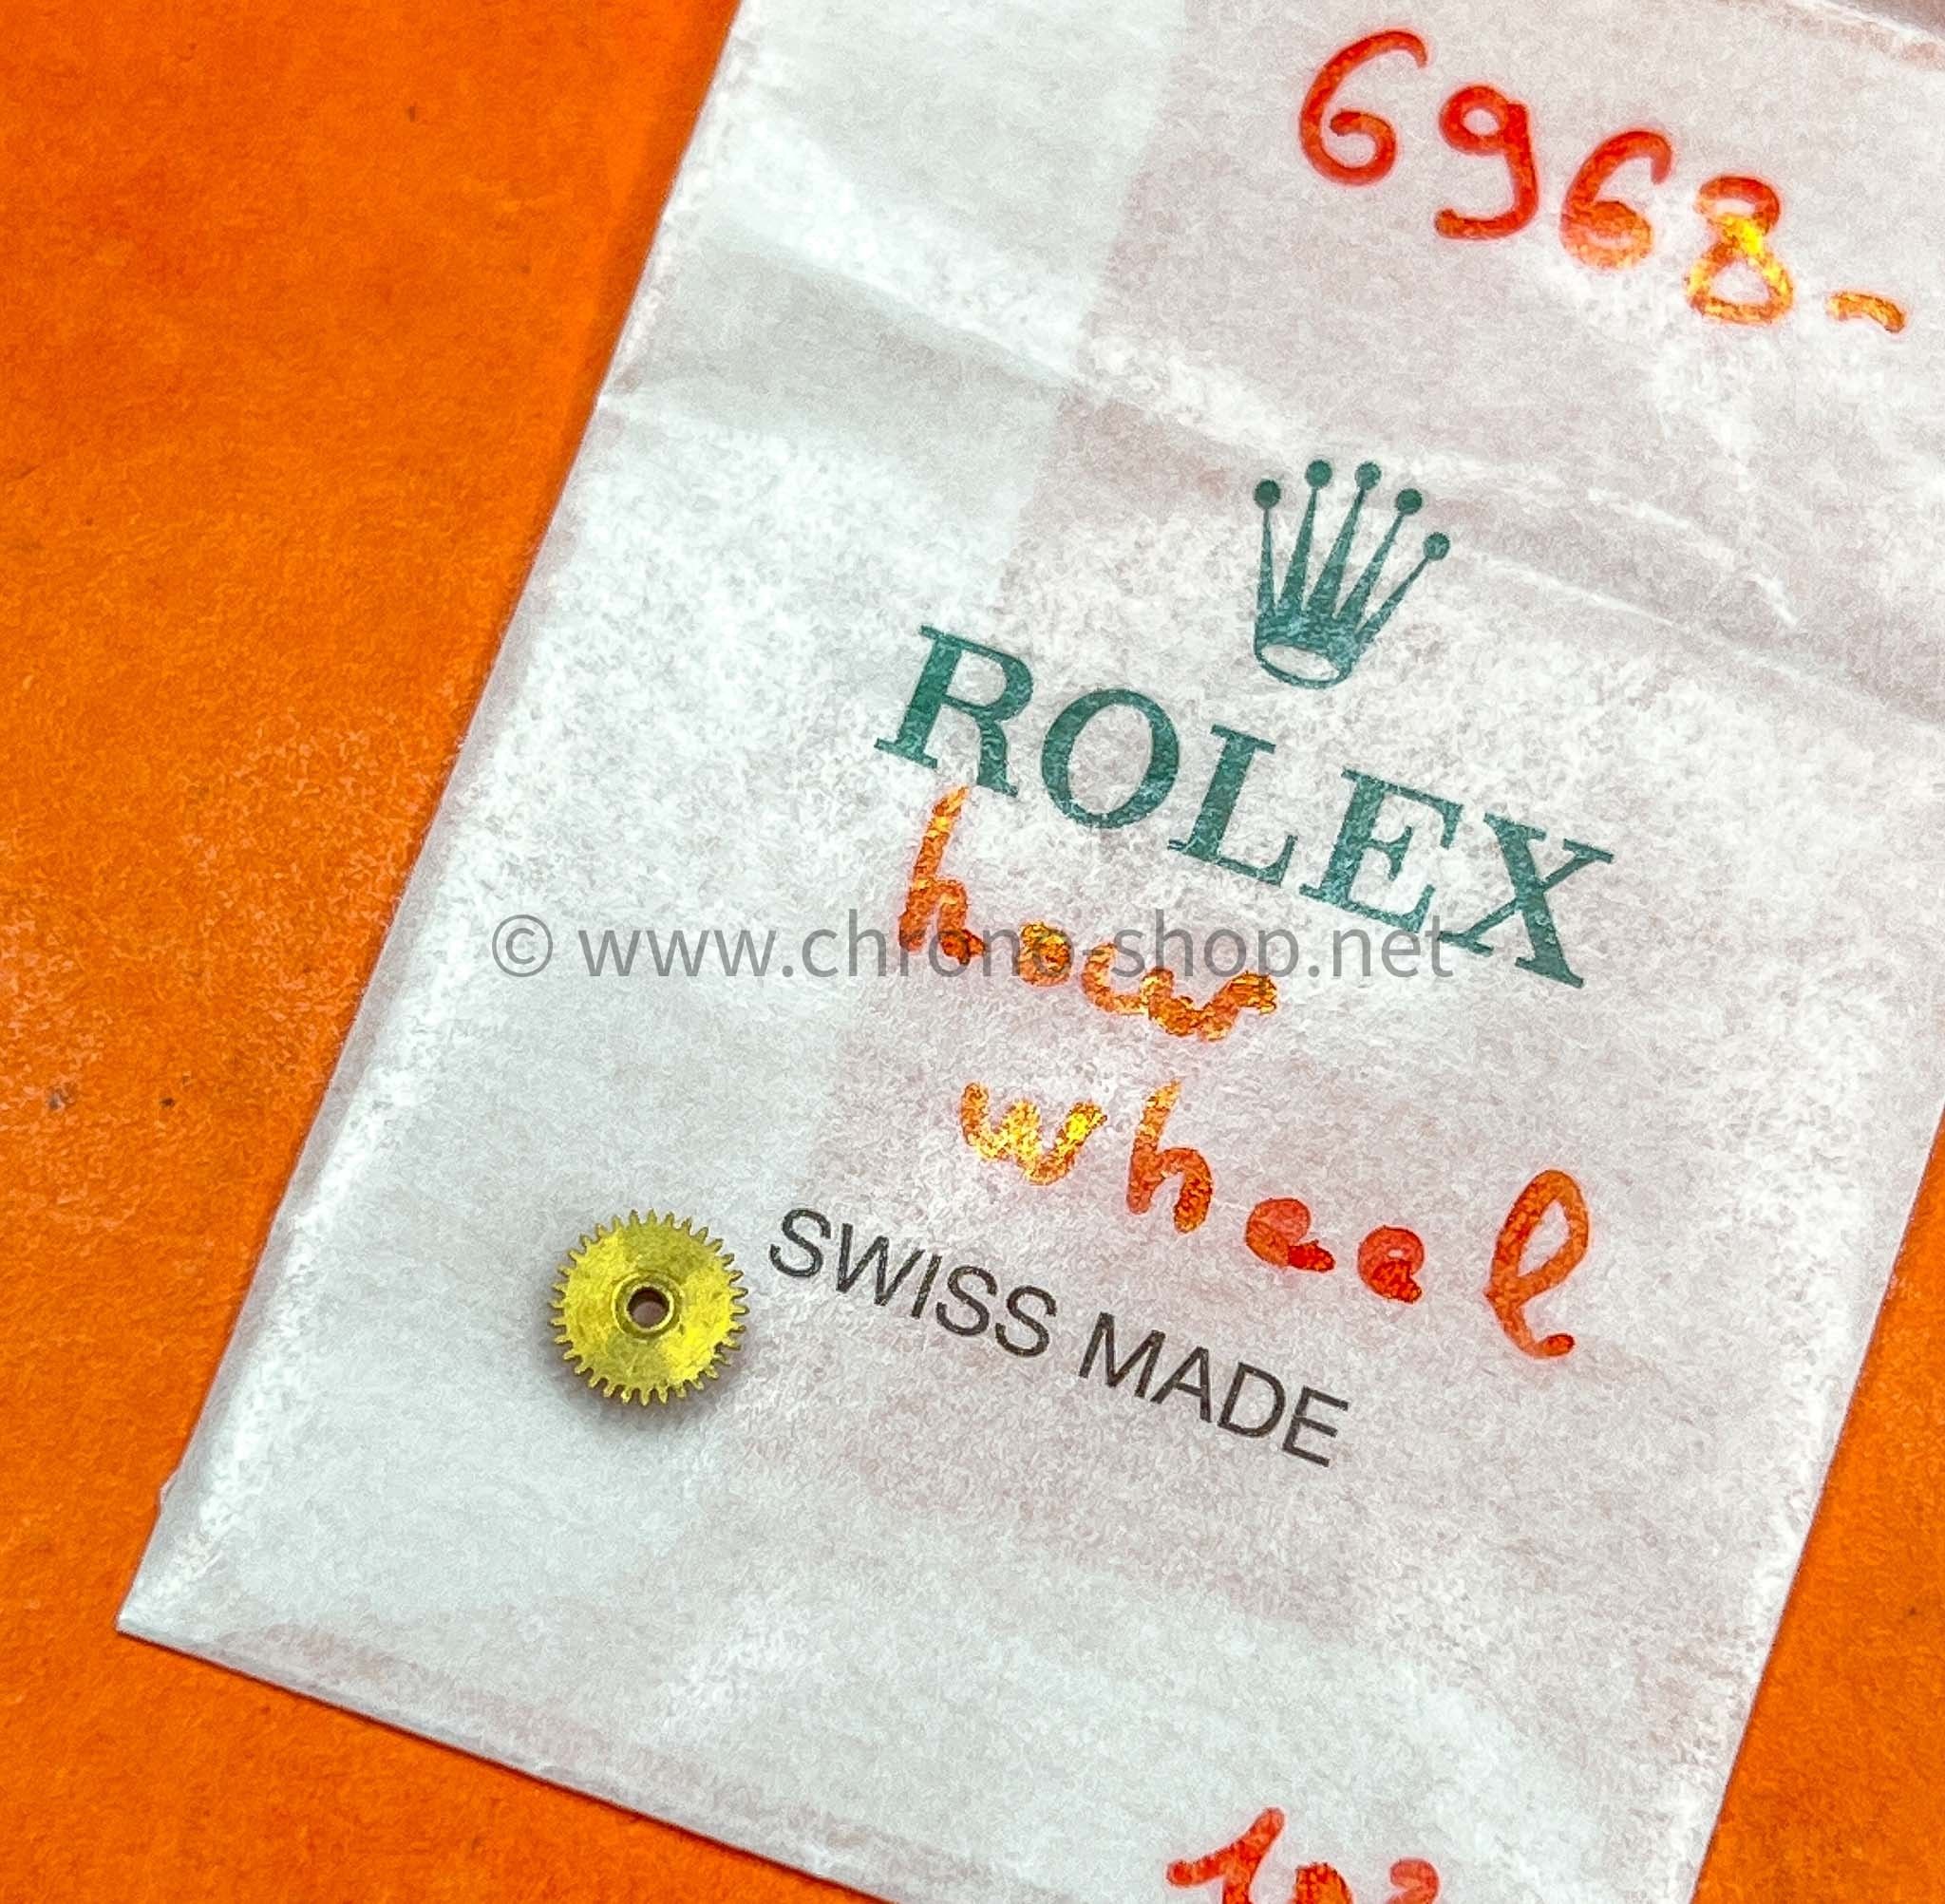 6968-
ROLEX
hour
© www.chrono-shop.net
wheel
SWISS MADE